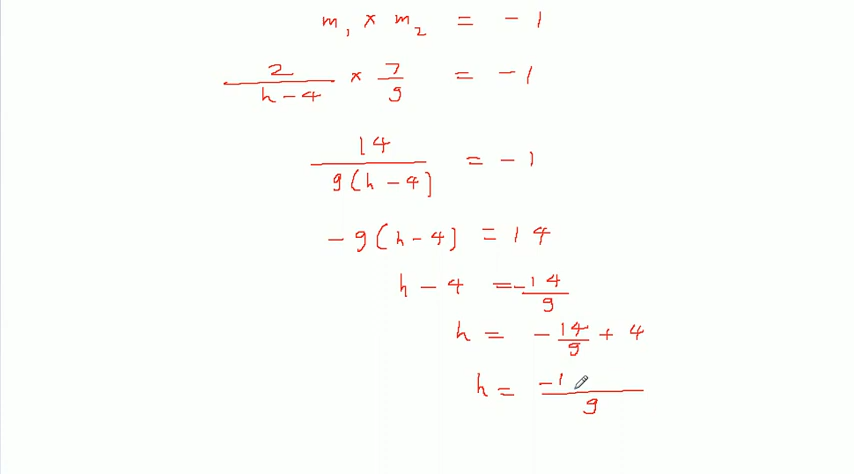 m₁ × m₂ = -1
2/(h-4) × 7/9 = -1
14/(9(h-4)) = -1
-9(h-4) = 14
h-4 = -14/9
h = -14/9 + 4
h = -1/9